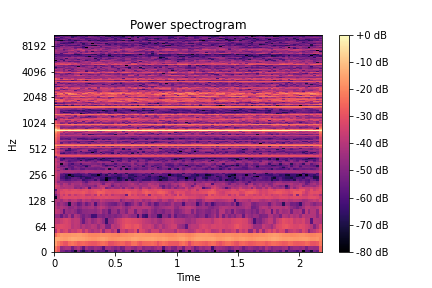 Power spectrogram
8192
4096
2048
1024
512
256
128
64
0
Hz
0
0.5
1
1.5
2
Time
+0 dB
-10 dB
-20 dB
-30 dB
-40 dB
-50 dB
-60 dB
-70 dB
-80 dB